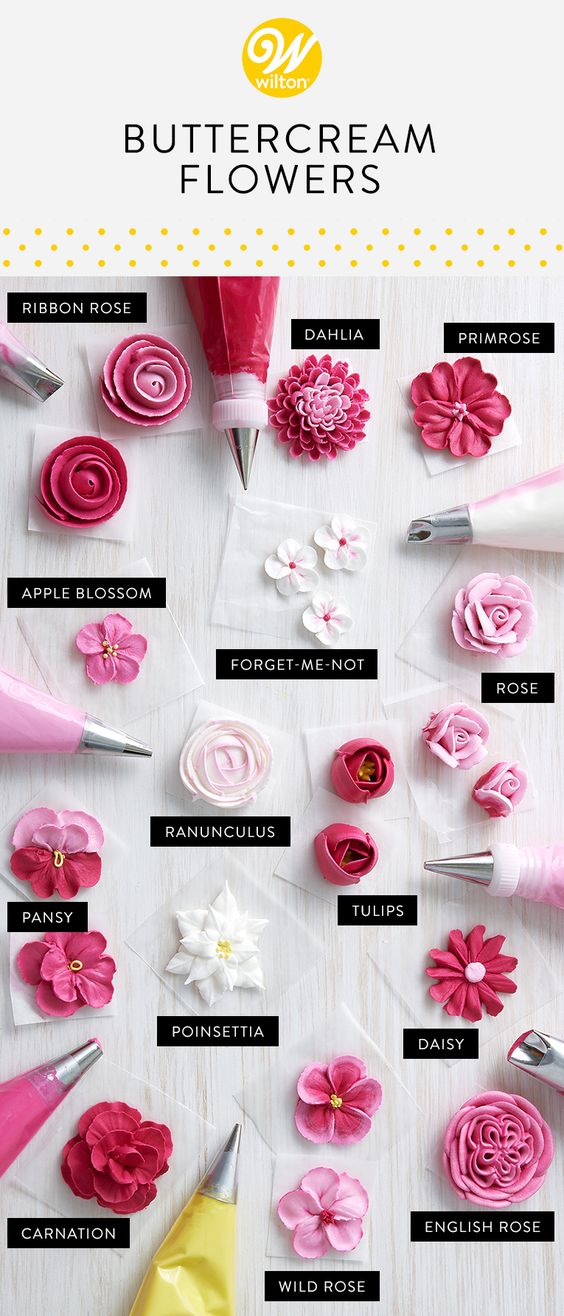 wilton
BUTTERCREAM
FLOWERS
RIBBON ROSE
DAHLIA
PRIMROSE
APPLE BLOSSOM
FORGET-ME-NOT
ROSE
RANUNCULUS
TULIPS
PANSY
POINSETTIA
DAISY
CARNATION
ENGLISH ROSE
WILD ROSE